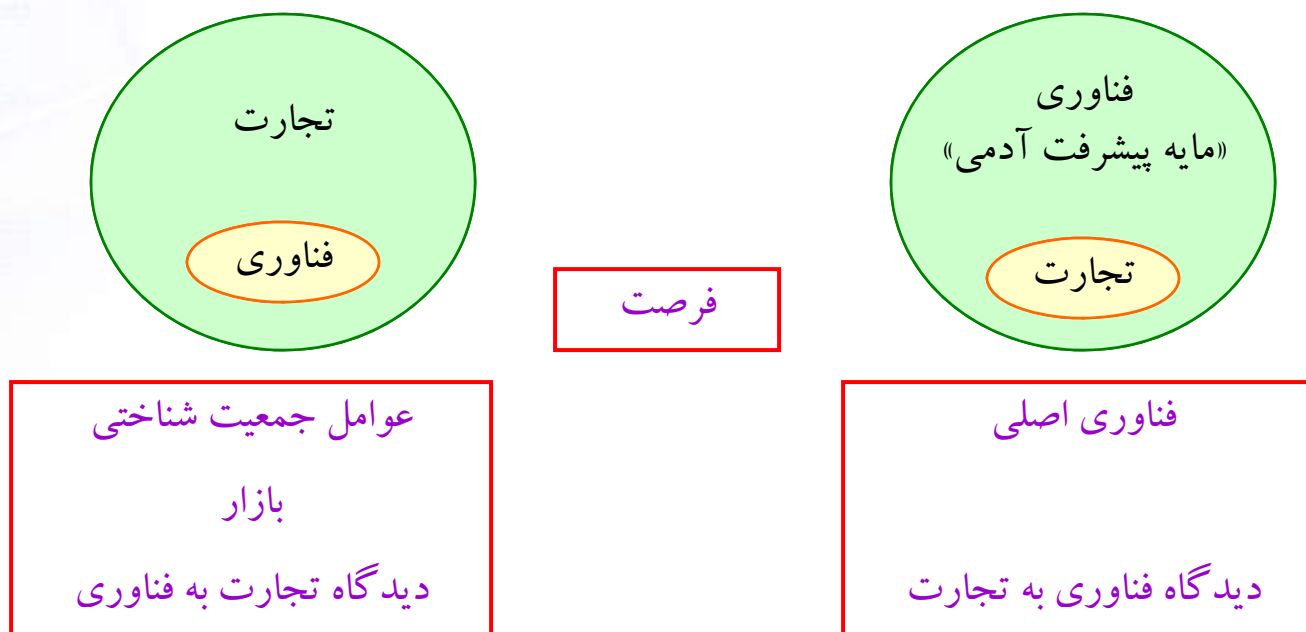 فناوری
«مایه پیشرفت آدمی»
تجارت
تجارت
فناوری
فرصت
فناوری اصلی
دیدگاه فناوری به تجارت
عوامل جمعیت شناختی
بازار
دیدگاه تجارت به فناوری